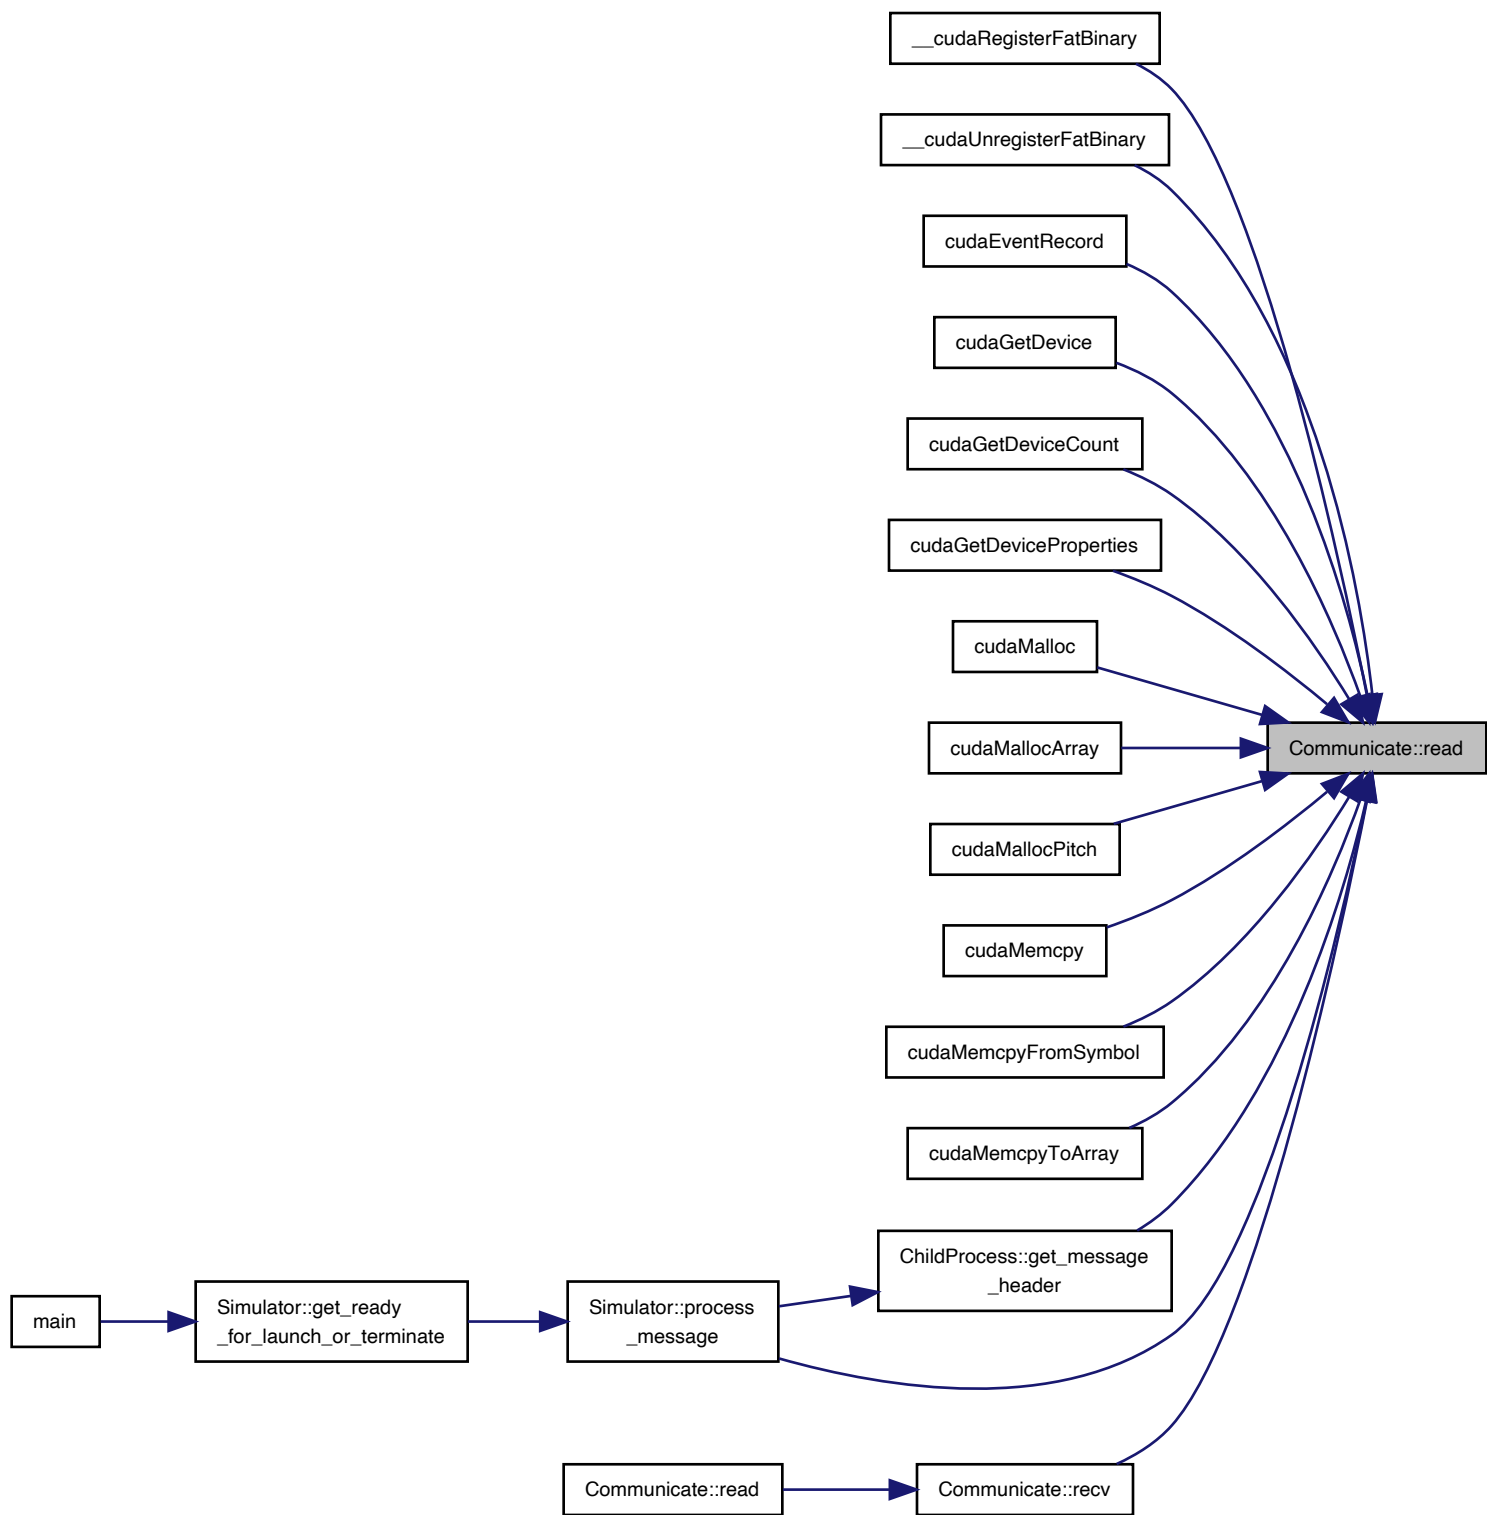 __cudaRegisterFatBinary
__cudaUnregisterFatBinary
cudaEventRecord
cudaGetDevice
cudaGetDeviceCount
cudaGetDeviceProperties
cudaMalloc
cudaMallocArray
Communicate::read
cudaMallocPitch
cudaMemcpy
cudaMemcpyFromSymbol
cudaMemcpyToArray
ChildProcess::get_message
_header
main
Simulator::get_ready
_for_launch_or_terminate
Simulator::process
_message
Communicate::read
Communicate::recv